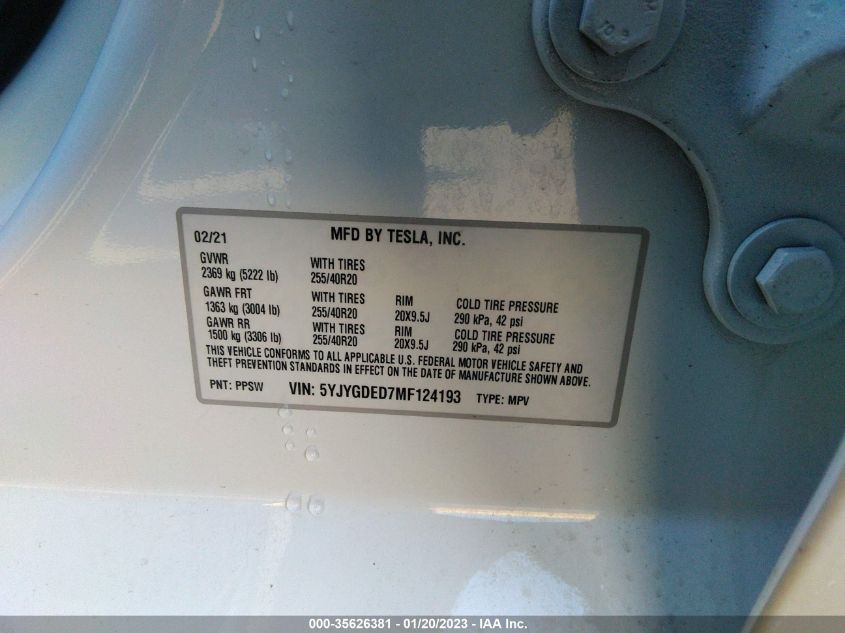 02/21 MFD BY TESLA, INC.
GVWR WITH TIRES
2369 kg (5222 lb) 255/40R20
GAWR FRT WITH TIRES RIM COLD TIRE PRESSURE
1363 kg (3004 lb) 255/40R20 20X9.5J 290 kPa, 42 psi
GAWR RR WITH TIRES RIM COLD TIRE PRESSURE
1500 kg (3306 lb) 255/40R20 20X9.5J 290 kPa, 42 psi
THIS VEHICLE CONFORMS TO ALL APPLICABLE U.S. FEDERAL MOTOR VEHICLE SAFETY AND
THEFT PREVENTION STANDARDS IN EFFECT ON THE DATE OF MANUFACTURE SHOWN ABOVE.
PNT: PPSW VIN: 5YJYGDED7MF124193 TYPE: MPV
000-35626381 - 01/20/2023 - IAA Inc.